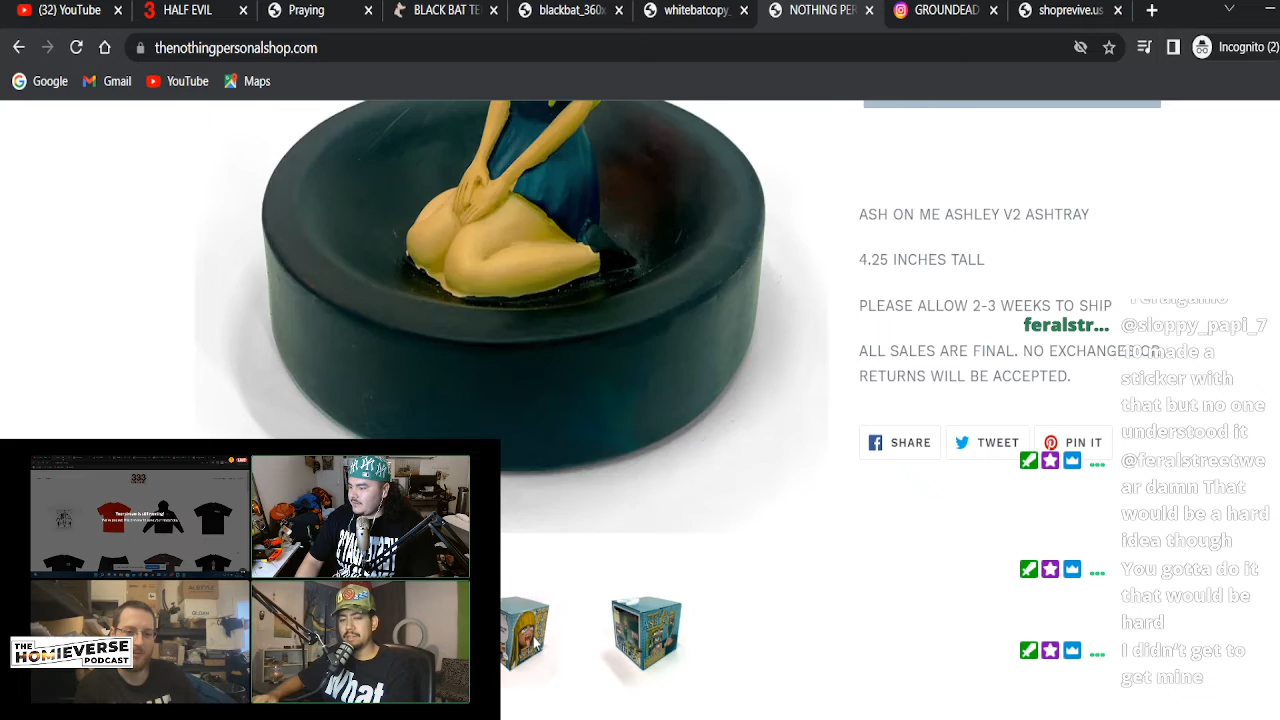 (32) YouTube
HALF EVIL
Praying
BLACK BAT TE
blackbat_360x
whitebatcopy_
NOTHING PER
GROUNDEAD
shoprevive.us
thenothingpersonalshop.com
Incognito (2)
Google
Gmail
YouTube
Maps
ASH ON ME ASHLEY V2 ASHTRAY
4.25 INCHES TALL
PLEASE ALLOW 2-3 WEEKS TO SHIP
ALL SALES ARE FINAL. NO EXCHANGE
RETURNS WILL BE ACCEPTED.
SHARE
TWEET
PIN IT
feralstr...
@sloppy_papi_7
made a
sticker with
that but no one
understood it
@feralstreetwe
ar damn That
would be a hard
idea though
You gotta do it
that would be
hard
I didn't get to
get mine
333
THE
HOMIEVERSE
PODCAST
What